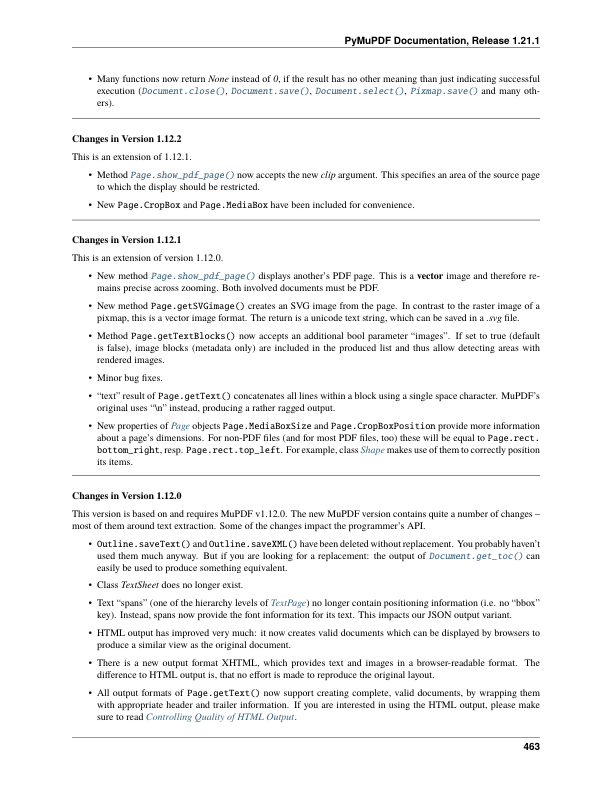 PyMuPDF Documentation, Release 1.21.1
• Many functions now return None instead of 0, if the result has no other meaning than just indicating successful
execution (Document.close(), Document.save(), Document.select(), Pixmap.save() and many oth-
ers).
Changes in Version 1.12.2
This is an extension of 1.12.1.
• Method Page.show_pdf_page() now accepts the new clip argument. This specifies an area of the source page
to which the display should be restricted.
• New Page.CropBox and Page.MediaBox have been included for convenience.
Changes in Version 1.12.1
This is an extension of version 1.12.0.
• New method Page.show_pdf_page() displays another’s PDF page. This is a vector image and therefore re-
mains precise across zooming. Both involved documents must be PDF.
• New method Page.getSVGimage() creates an SVG image from the page. In contrast to the raster image of a
pixmap, this is a vector image format. The return is a unicode text string, which can be saved in a .svg file.
• Method Page.getTextBlocks() now accepts an additional bool parameter “images”. If set to true (default
is false), image blocks (metadata only) are included in the produced list and thus allow detecting areas with
rendered images.
• Minor bug fixes.
• “text” result of Page.getText() concatenates all lines within a block using a single space character. MuPDF’s
original uses “\n” instead, producing a rather ragged output.
• New properties of Page objects Page.MediaBoxSize and Page.CropBoxPosition provide more information
about a page’s dimensions. For non-PDF files (and for most PDF files, too) these will be equal to Page.rect.
bottom_right, resp. Page.rect.top_left. For example, class Shape makes use of them to correctly position
its items.
Changes in Version 1.12.0
This version is based on and requires MuPDF v1.12.0. The new MuPDF version contains quite a number of changes –
most of them around text extraction. Some of the changes impact the programmer’s API.
• Outline.saveText() and Outline.saveXML() have been deleted without replacement. You probably haven’t
used them much anyway. But if you are looking for a replacement: the output of Document.get_toc() can
easily be used to produce something equivalent.
• Class TextSheet does no longer exist.
• Text “spans” (one of the hierarchy levels of TextPage) no longer contain positioning information (i.e. no “bbox”
key). Instead, spans now provide the font information for its text. This impacts our JSON output variant.
• HTML output has improved very much: it now creates valid documents which can be displayed by browsers to
produce a similar view as the original document.
• There is a new output format XHTML, which provides text and images in a browser-readable format. The
difference to HTML output is, that no effort is made to reproduce the original layout.
• All output formats of Page.getText() now support creating complete, valid documents, by wrapping them
with appropriate header and trailer information. If you are interested in using the HTML output, please make
sure to read Controlling Quality of HTML Output.
463